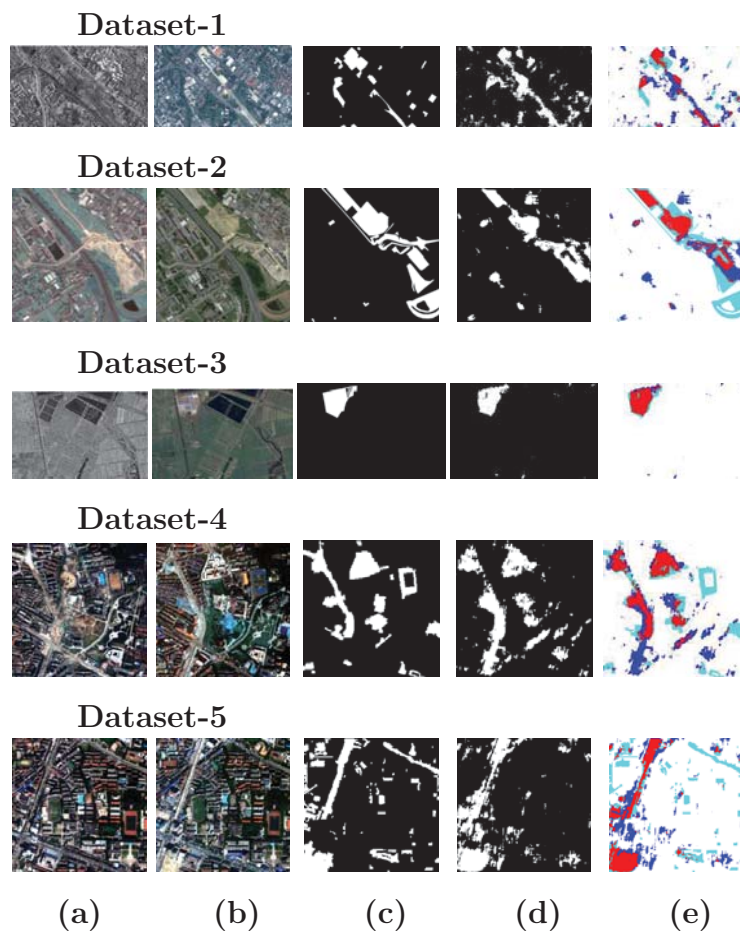 Dataset-1
Dataset-2
Dataset-3
Dataset-4
Dataset-5
(a) (b) (c) (d) (e)